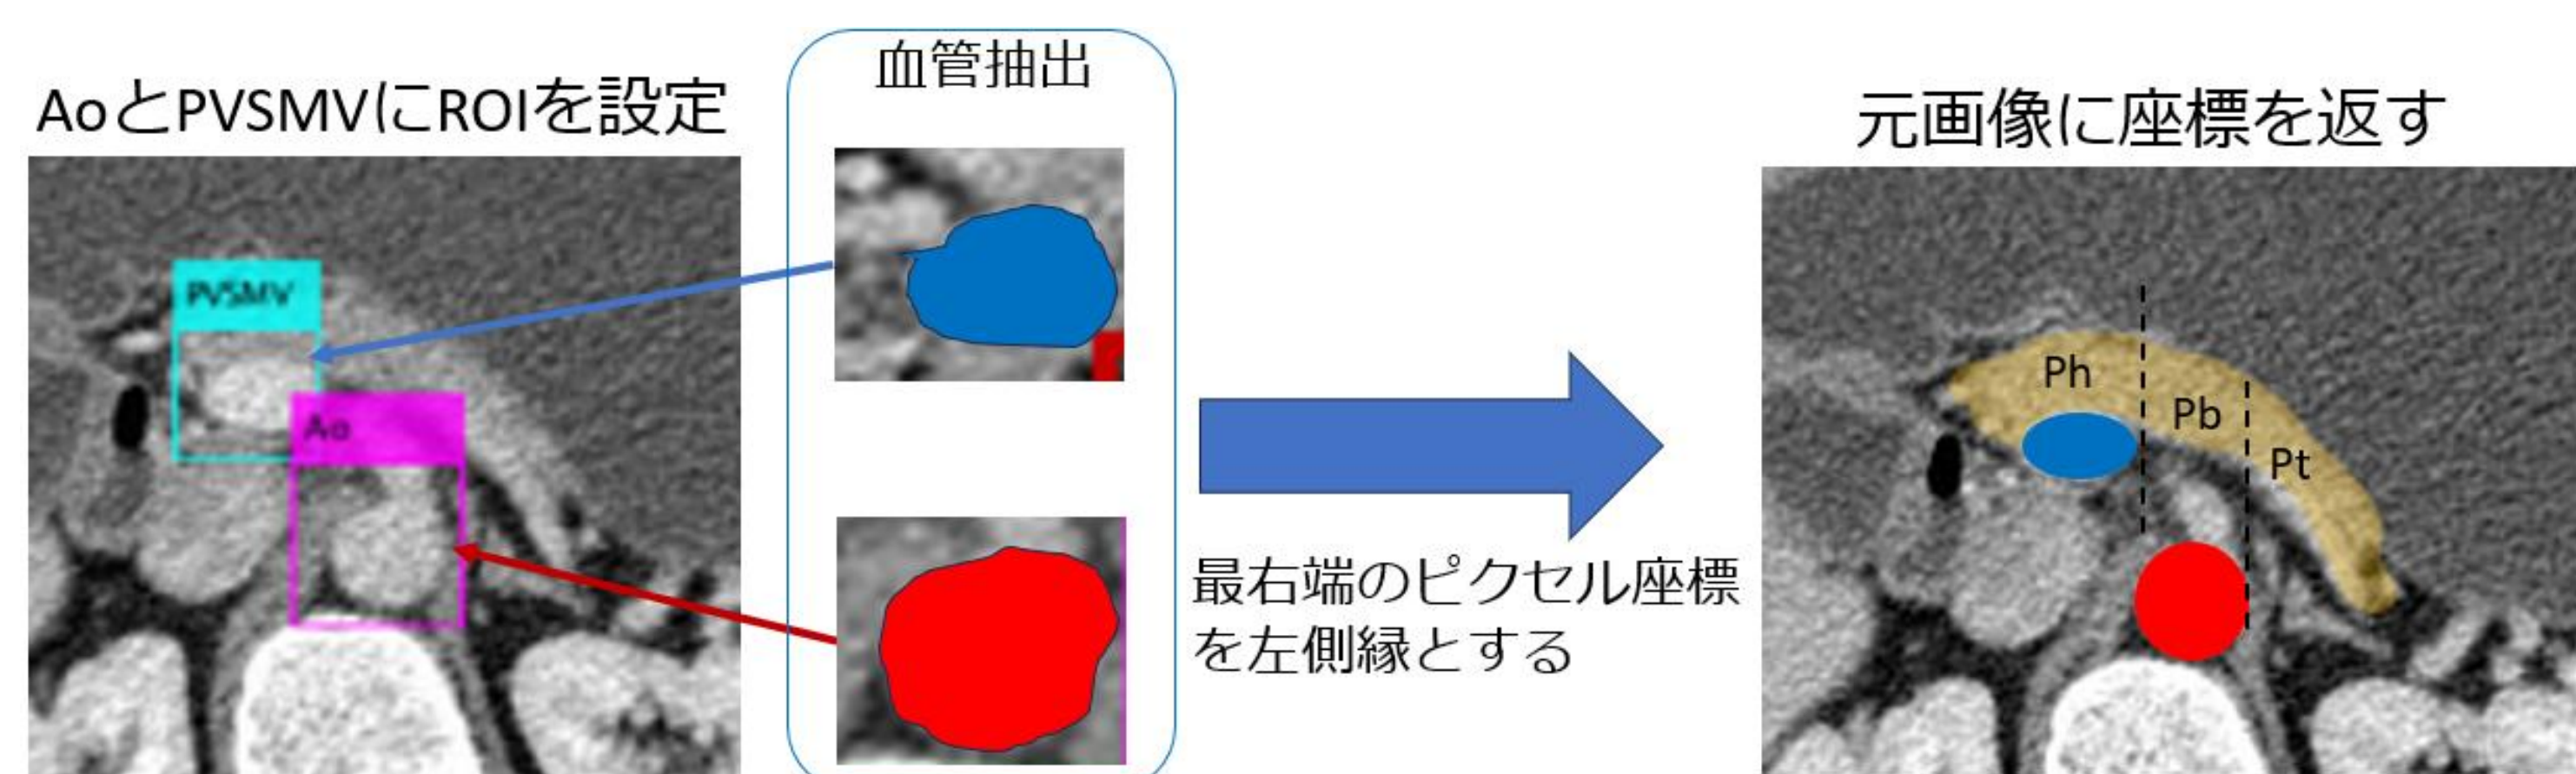 AoとPVSMVにROIを設定
血管抽出
元画像に座標を返す
PVSMV
Ao
最右端のピクセル座標
を左側縁とする
Ph
Pb
Pt